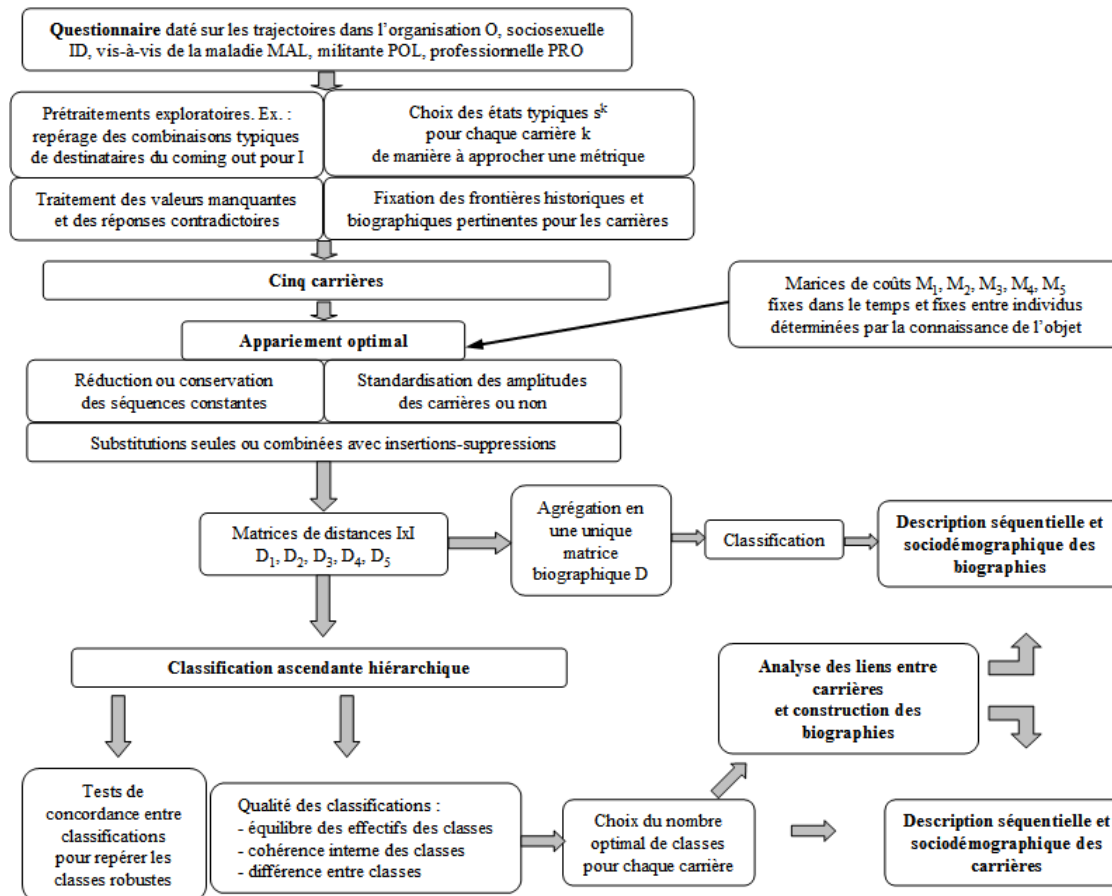 Questionnaire daté sur les trajectoires dans l'organisation O, sociosexuelle
ID, vis-à-vis de la maladie MAL, militante POL, professionnelle PRO
Prétraitements exploratoires. Ex. :
repérage des combinaisons typiques
de destinataires du coming out pour I
Choix des états typiques sᵏ
pour chaque carrière k
de manière à approcher une métrique
Traitement des valeurs manquantes
et des réponses contradictoires
Fixation des frontières historiques et
biographiques pertinentes pour les carrières
Cinq carrières
Marices de coûts M₁, M₂, M₃, M₄, M₅
fixes dans le temps et fixes entre individus
déterminées par la connaissance de l'objet
Appariement optimal
Réduction ou conservation
des séquences constantes
Standardisation des amplitudes
des carrières ou non
Substitutions seules ou combinées avec insertions-suppressions
Matrices de distances IxI
D₁, D₂, D₃, D₄, D₅
Agrégation en
une unique
matrice
biographique D
Classification
Description séquentielle et
sociodémographique des
biographies
Classification ascendante hiérarchique
Analyse des liens entre
carrières
et construction des
biographies
Tests de
concordance entre
classifications
pour repérer les
classes robustes
Qualité des classifications :
- équilibre des effectifs des classes
- cohérence interne des classes
- différence entre classes
Choix du nombre
optimal de classes
pour chaque carrière
Description séquentielle et
sociodémographique des
carrières